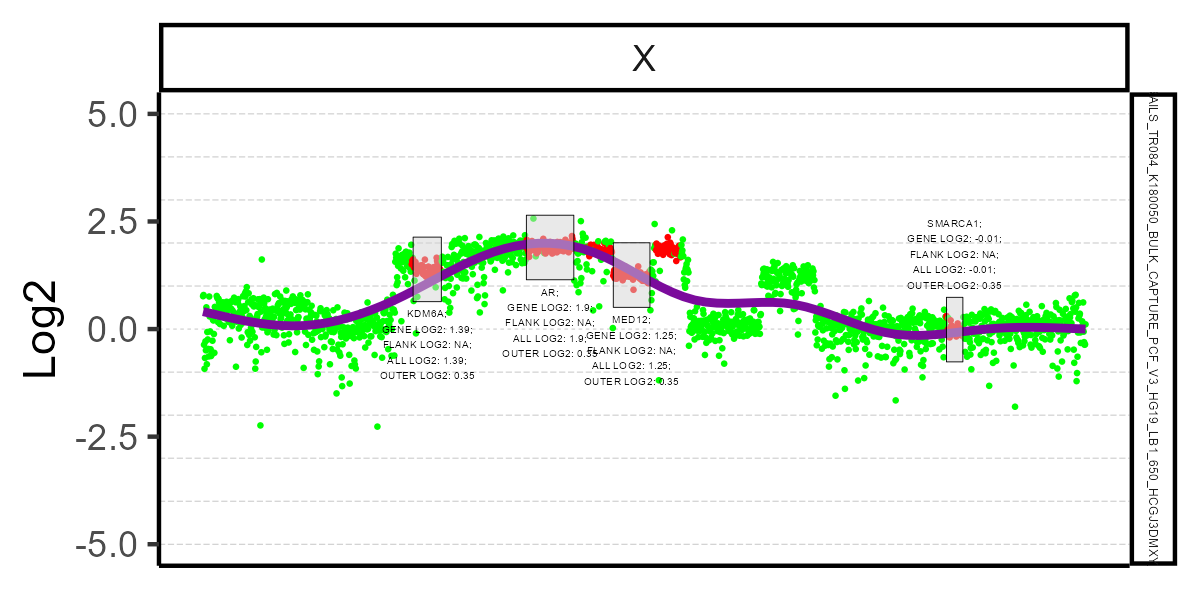 X
Log2
5.0
2.5
0.0
-2.5
-5.0
KDM6A;
GENE LOG2: 1.39;
FLANK LOG2: NA;
ALL LOG2: 1.39;
OUTER LOG2: 0.35
AR;
GENE LOG2: 1.9;
FLANK LOG2: NA;
ALL LOG2: 1.9;
OUTER LOG2: 0.35
MED12;
GENE LOG2: 1.25;
FLANK LOG2: NA;
ALL LOG2: 1.25;
OUTER LOG2: 0.35
SMARCA1;
GENE LOG2: -0.01;
FLANK LOG2: NA;
ALL LOG2: -0.01;
OUTER LOG2: 0.35
AILS_TR084_K180050_BULK_CAPTURE_PCF_V3_HG19_LB1_650_HCGJ3DMXY